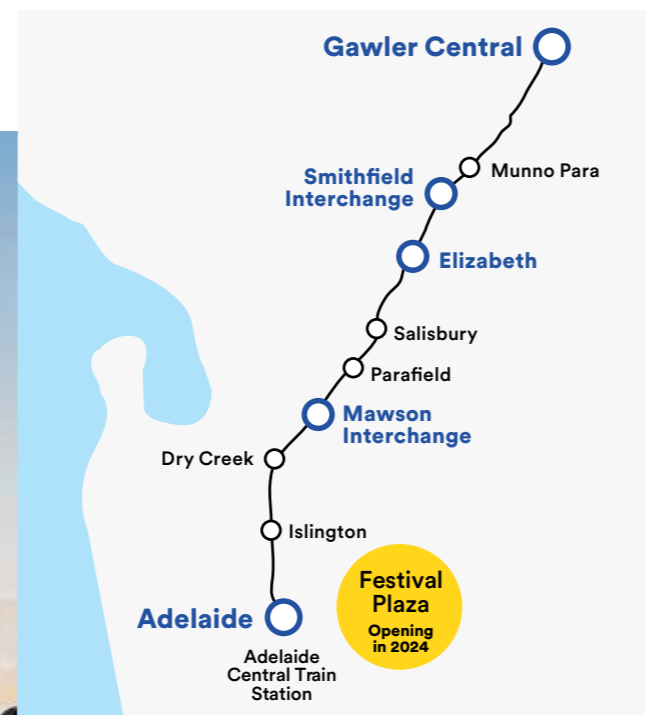 Gawler Central
Munno Para
Smithfield
Interchange
Elizabeth
Salisbury
Parafield
Mawson
Interchange
Dry Creek
Islington
Festival
Plaza
Opening
in 2024
Adelaide
Adelaide
Central Train
Station